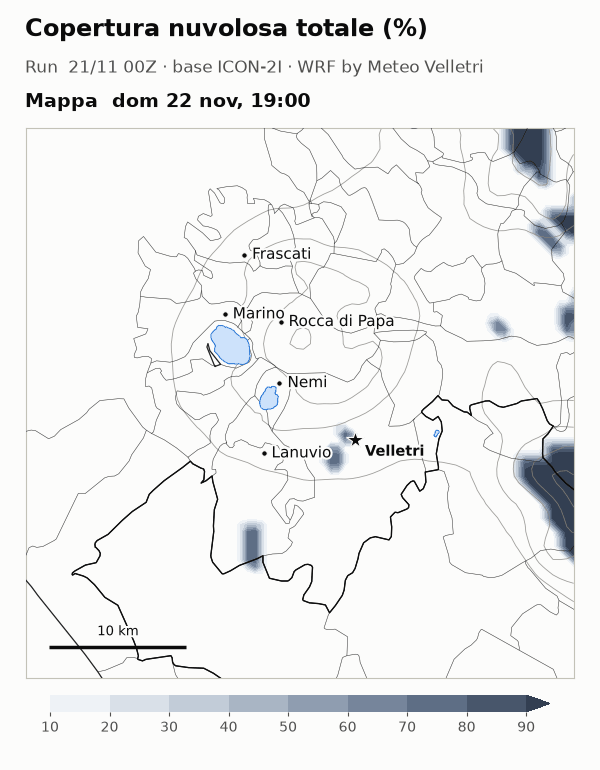 Copertura nuvolosa totale (%)
Run  21/11 00Z · base ICON-2I · WRF by Meteo Velletri
Mappa  dom 22 nov, 19:00
Frascati
Marino
Rocca di Papa
Nemi
Velletri
Lanuvio
10 km
10 20 30 40 50 60 70 80 90